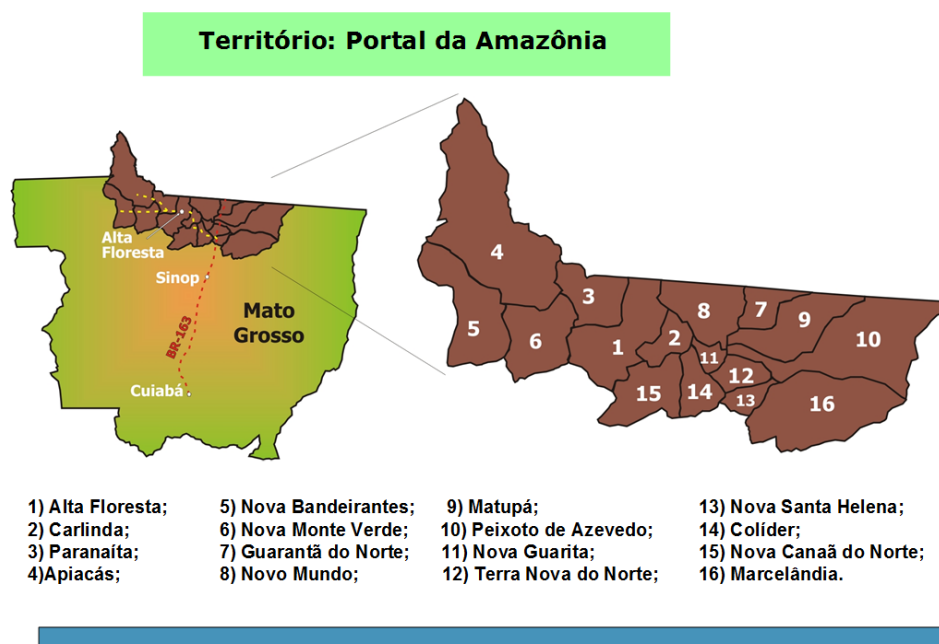 Território: Portal da Amazônia
Alta
Floresta
Sinop
Mato
Grosso
BR-163
Cuiabá
4
3
8
7
9
5
6
1
2
10
11
12
15
14
13
16
1) Alta Floresta;
2) Carlinda;
3) Paranaíta;
4)Apiacás;
5) Nova Bandeirantes;
6) Nova Monte Verde;
7) Guarantã do Norte;
8) Novo Mundo;
9) Matupá;
10) Peixoto de Azevedo;
11) Nova Guarita;
12) Terra Nova do Norte;
13) Nova Santa Helena;
14) Colíder;
15) Nova Canaã do Norte;
16) Marcelândia.